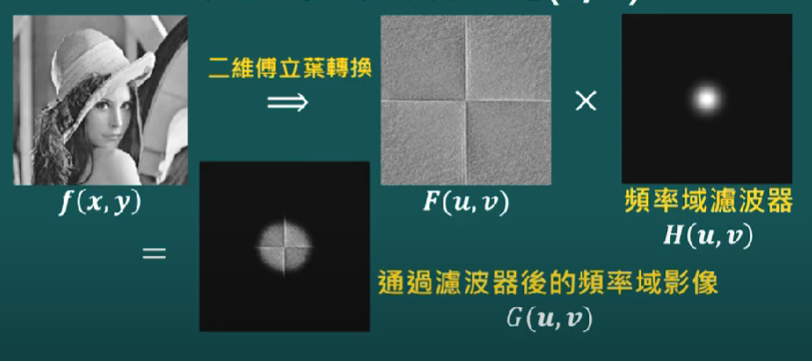 二維傅立葉轉換
⟹
×
f(x,y)
F(u,v)
頻率域濾波器
H(u,v)
=
通過濾波器後的頻率域影像
G(u,v)